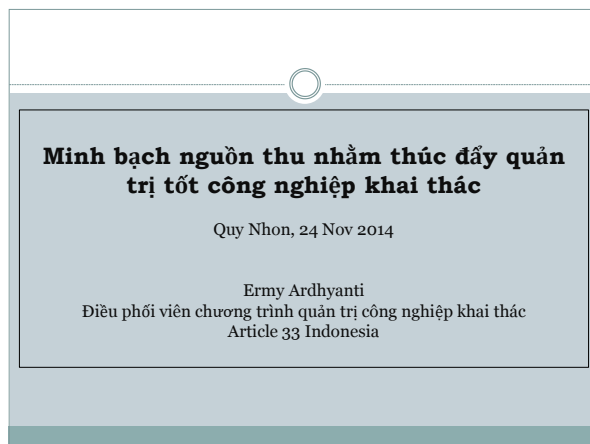 Minh bạch nguồn thu nhằm thúc đẩy quản
trị tốt công nghiệp khai thác
Quy Nhon, 24 Nov 2014
Ermy Ardhyanti
Điều phối viên chương trình quản trị công nghiệp khai thác
Article 33 Indonesia